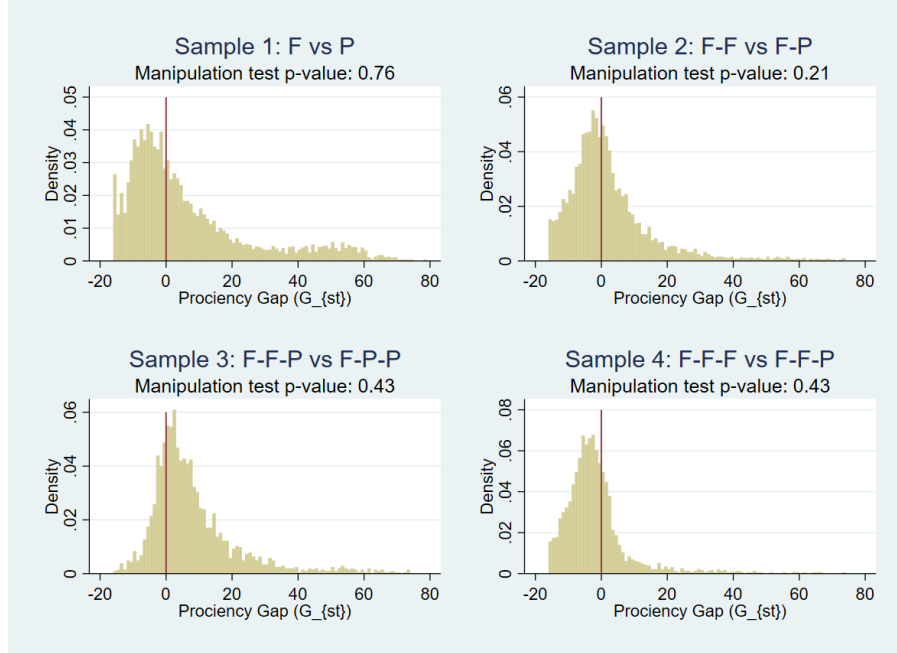 Sample 1: F vs P
Manipulation test p-value: 0.76
.05
.04
.03
.02
.01
0
Density
-20 0 20 40 60 80
Prociency Gap (G_{st})
Sample 2: F-F vs F-P
Manipulation test p-value: 0.21
.06
.04
.02
0
Density
-20 0 20 40 60 80
Prociency Gap (G_{st})
Sample 3: F-F-P vs F-P-P
Manipulation test p-value: 0.43
.06
.04
.02
0
Density
-20 0 20 40 60 80
Prociency Gap (G_{st})
Sample 4: F-F-F vs F-F-P
Manipulation test p-value: 0.43
.08
.06
.04
.02
0
Density
-20 0 20 40 60 80
Prociency Gap (G_{st})